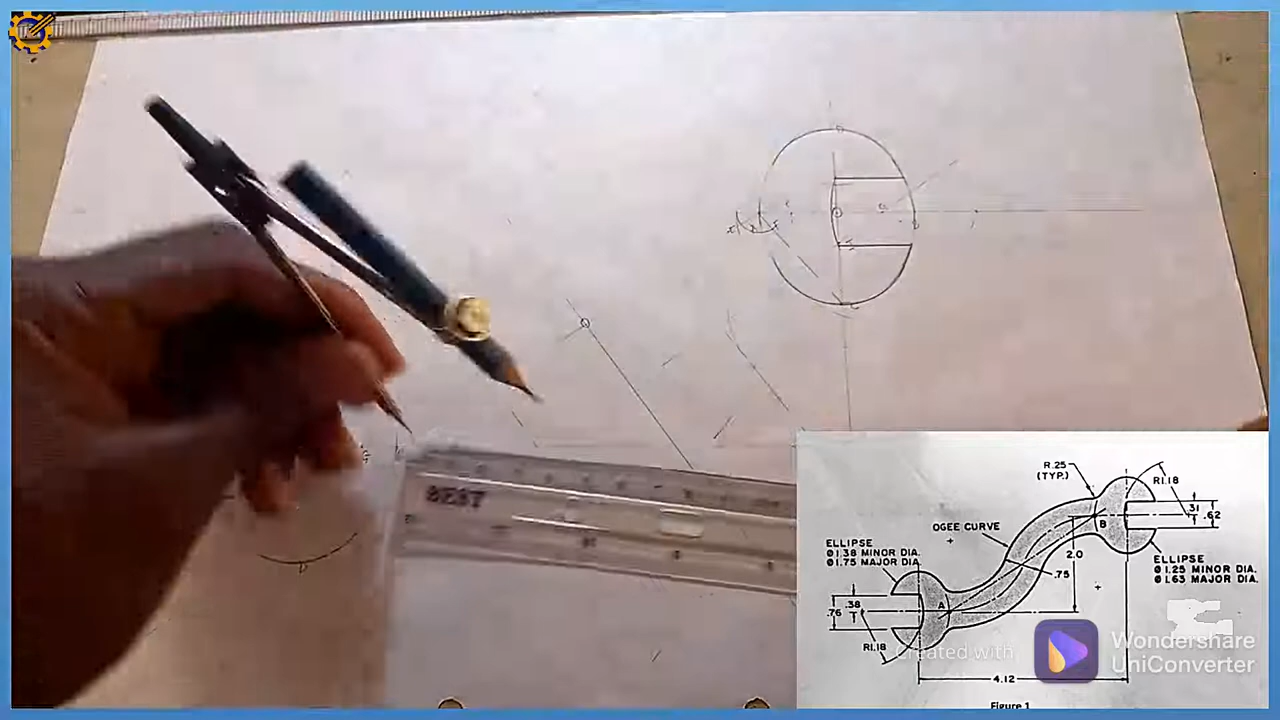 BEST
R.25
(TYP.)
R1.18
.31
.62
B
OGEE CURVE
2.0
ELLIPSE
Ø1.38 MINOR DIA.
Ø1.75 MAJOR DIA.
.75
ELLIPSE
Ø1.25 MINOR DIA.
Ø1.63 MAJOR DIA.
.38
.76
A
R1.18
4.12
Figure 1
Created with
Wondershare
UniConverter